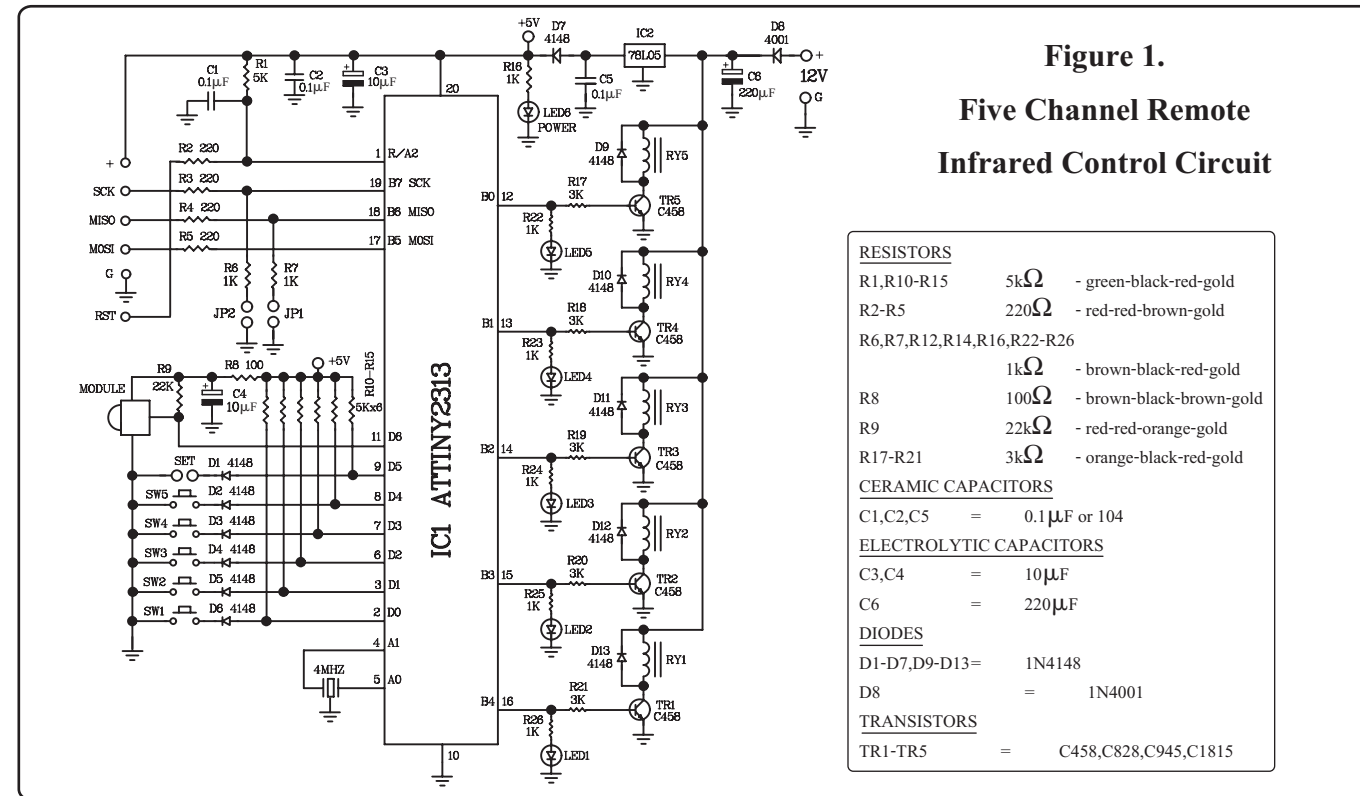 Figure 1.
Five Channel Remote
Infrared Control Circuit
+5V
D7
4148
IC2
78L05
D8
4001
+
12V
G
C1
0.1µF
R1
5K
C2
0.1µF
+
C3
10µF
20
R16
1K
LED6
POWER
C5
0.1µF
+
C6
220µF
+
SCK
MISO
MOSI
G
RST
R2 220
R3 220
R4 220
R5 220
1 R/A2
19 B7 SCK
18 B6 MISO
17 B5 MOSI
R6
1K
R7
1K
JP2
JP1
MODULE
R9
22K
+
C4
10µF
R8 100
+5V
R10-R15
5Kx6
11 D6
9 D5
8 D4
7 D3
6 D2
3 D1
2 D0
4 A1
5 A0
SET
D1 4148
SW5
D2 4148
SW4
D3 4148
SW3
D4 4148
SW2
D5 4148
SW1
D6 4148
4MHZ
IC1 ATTINY2313
10
B0 12
R17
3K
R22
1K
LED5
D9
4148
RY5
TR5
C458
B1 13
R18
3K
R23
1K
LED4
D10
4148
RY4
TR4
C458
B2 14
R19
3K
R24
1K
LED3
D11
4148
RY3
TR3
C458
B3 15
R20
3K
R25
1K
LED2
D12
4148
RY2
TR2
C458
B4 16
R21
3K
R26
1K
LED1
D13
4148
RY1
TR1
C458
RESISTORS
R1,R10-R15 5kΩ - green-black-red-gold
R2-R5 220Ω - red-red-brown-gold
R6,R7,R12,R14,R16,R22-R26
1kΩ - brown-black-red-gold
R8 100Ω - brown-black-brown-gold
R9 22kΩ - red-red-orange-gold
R17-R21 3kΩ - orange-black-red-gold
CERAMIC CAPACITORS
C1,C2,C5 = 0.1µF or 104
ELECTROLYTIC CAPACITORS
C3,C4 = 10µF
C6 = 220µF
DIODES
D1-D7,D9-D13= 1N4148
D8 = 1N4001
TRANSISTORS
TR1-TR5 = C458,C828,C945,C1815